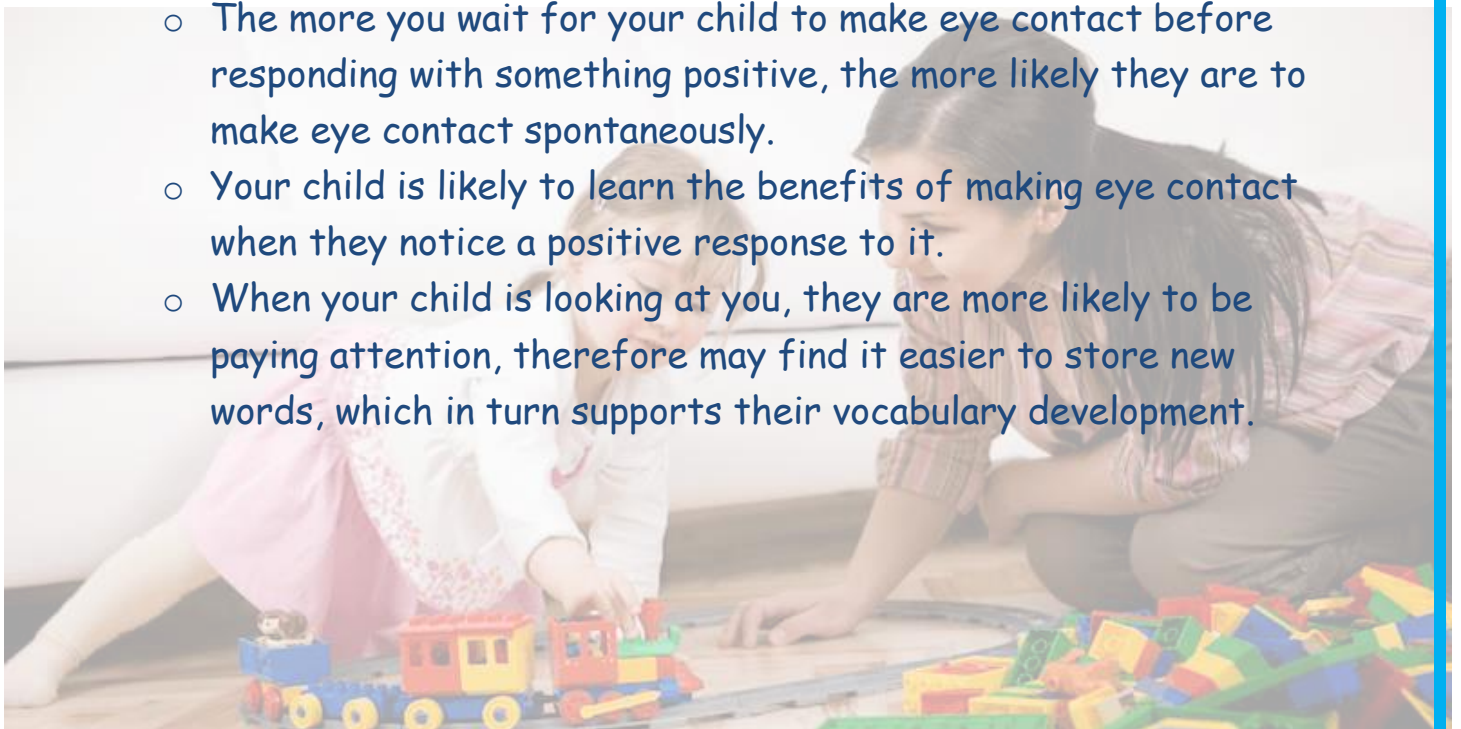 o The more you wait for your child to make eye contact before
responding with something positive, the more likely they are to
make eye contact spontaneously.
o Your child is likely to learn the benefits of making eye contact
when they notice a positive response to it.
o When your child is looking at you, they are more likely to be
paying attention, therefore may find it easier to store new
words, which in turn supports their vocabulary development.